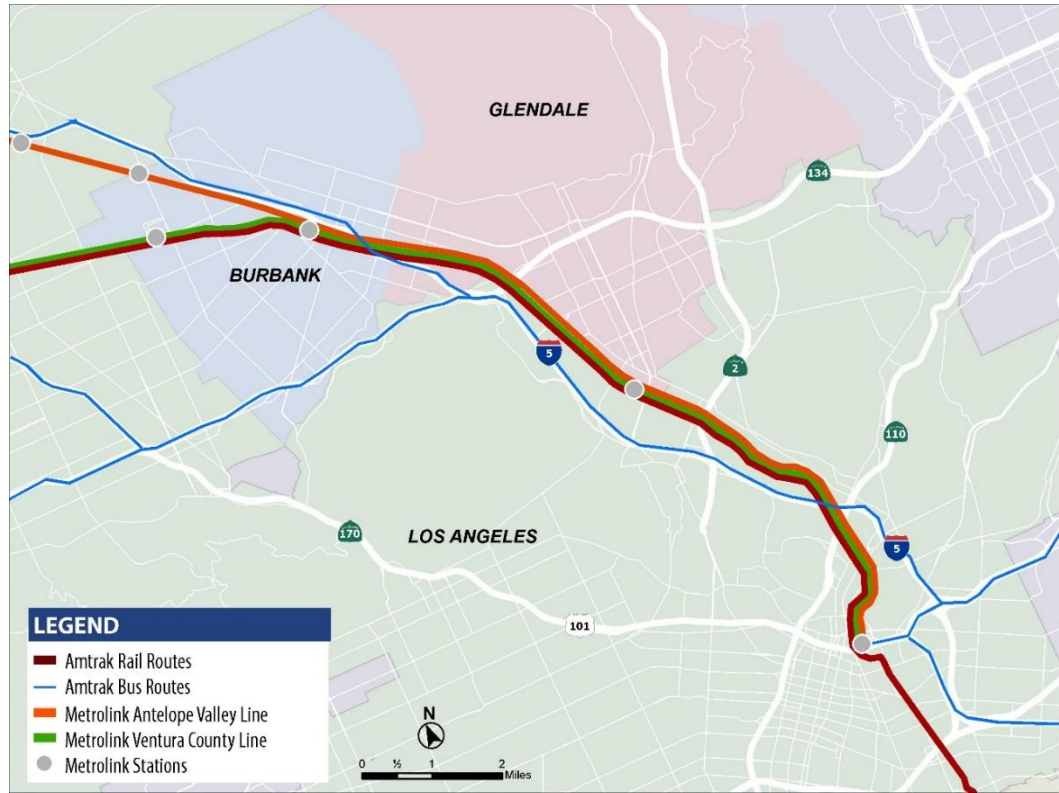 GLENDALE
134
BURBANK
5
2
110
LOS ANGELES
170
5
101
LEGEND
Amtrak Rail Routes
Amtrak Bus Routes
Metrolink Antelope Valley Line
Metrolink Ventura County Line
Metrolink Stations
N
0 ½ 1 2
Miles